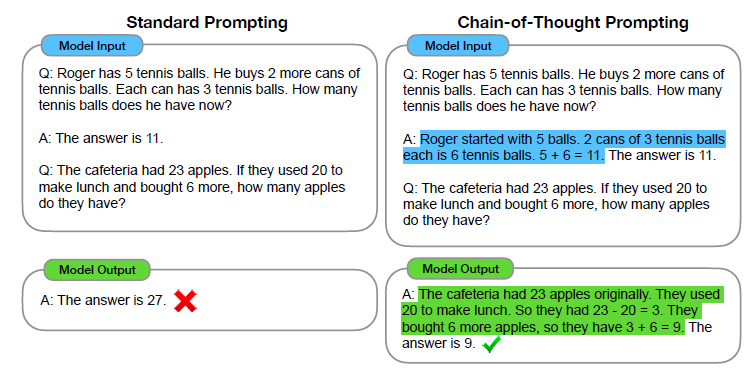 Standard Prompting
Model Input
Q: Roger has 5 tennis balls. He buys 2 more cans of
tennis balls. Each can has 3 tennis balls. How many
tennis balls does he have now?
A: The answer is 11.
Q: The cafeteria had 23 apples. If they used 20 to
make lunch and bought 6 more, how many apples
do they have?
Model Output
A: The answer is 27.
Chain-of-Thought Prompting
Model Input
Q: Roger has 5 tennis balls. He buys 2 more cans of
tennis balls. Each can has 3 tennis balls. How many
tennis balls does he have now?
A: Roger started with 5 balls. 2 cans of 3 tennis balls
each is 6 tennis balls. 5 + 6 = 11. The answer is 11.
Q: The cafeteria had 23 apples. If they used 20 to
make lunch and bought 6 more, how many apples
do they have?
Model Output
A: The cafeteria had 23 apples originally. They used
20 to make lunch. So they had 23 - 20 = 3. They
bought 6 more apples, so they have 3 + 6 = 9. The
answer is 9.